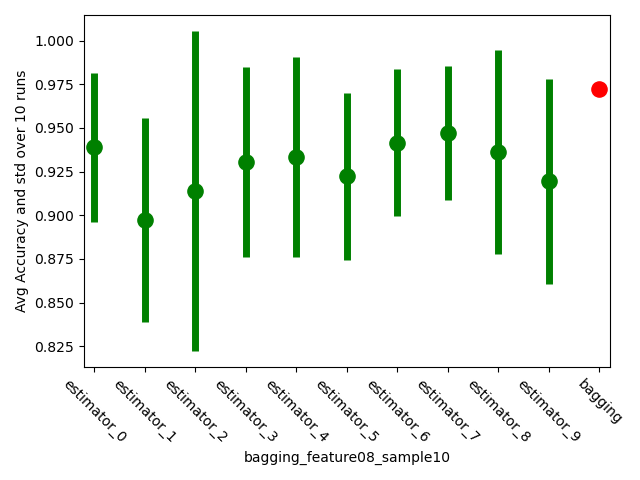 Avg Accuracy and std over 10 runs
1.000
0.975
0.950
0.925
0.900
0.875
0.850
0.825
estimator_0
estimator_1
estimator_2
estimator_3
estimator_4
estimator_5
estimator_6
estimator_7
estimator_8
estimator_9
bagging
bagging_feature08_sample10